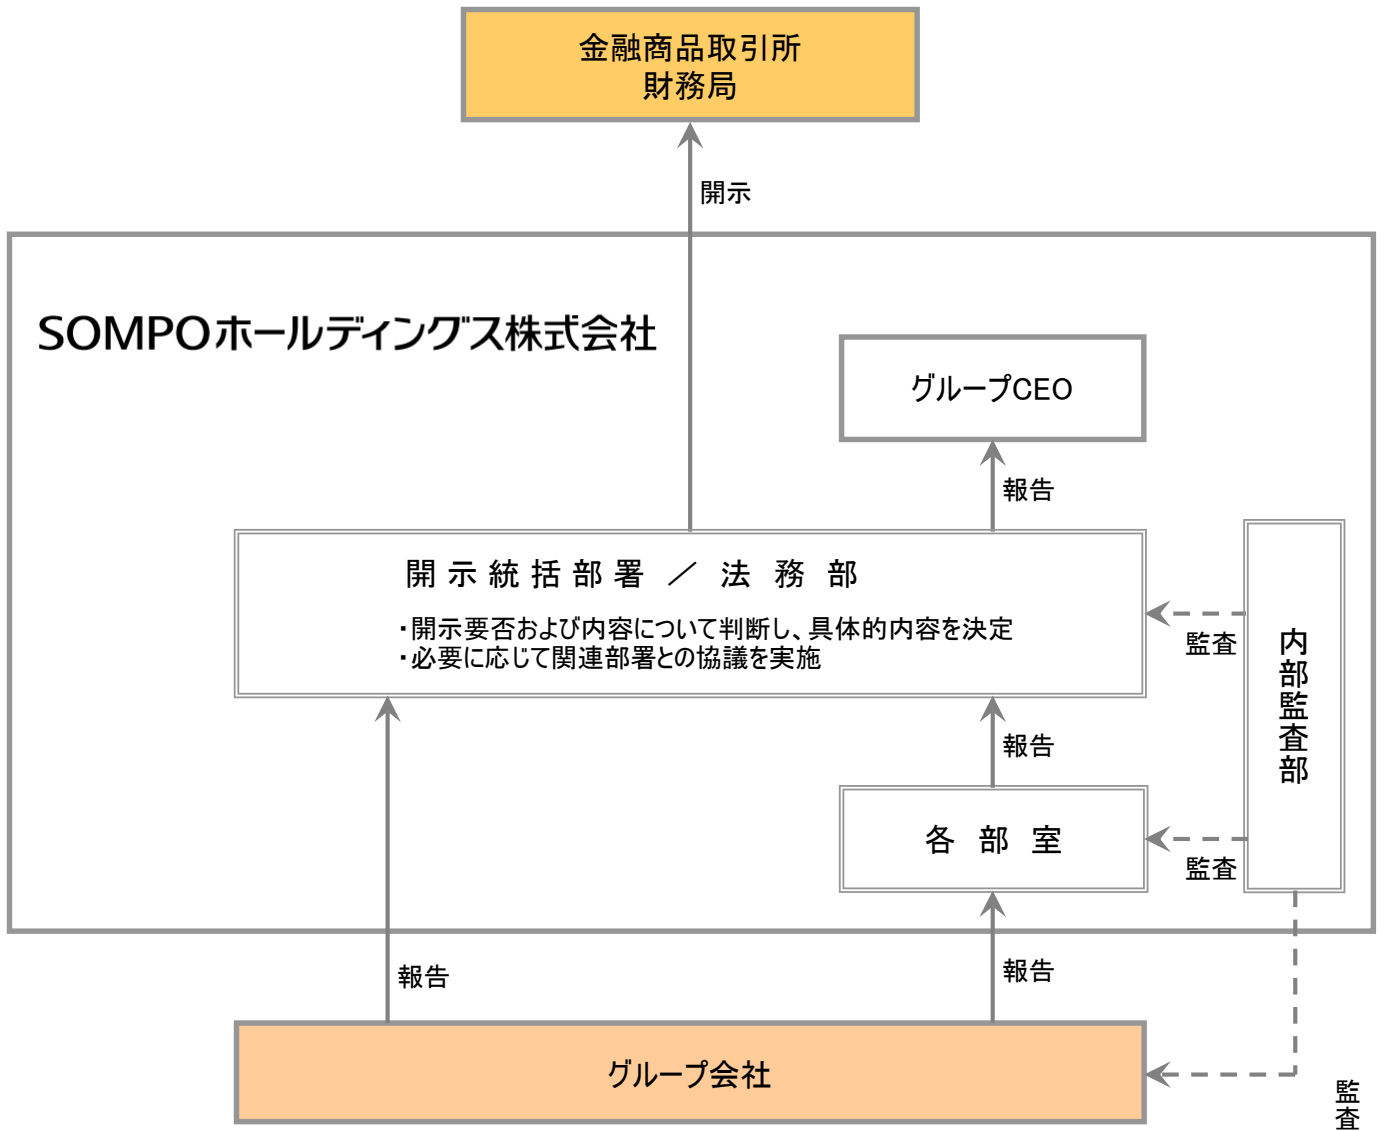 金融商品取引所
財務局
開示
SOMPOホールディングス株式会社
グループCEO
報告
開示統括部署 ／ 法務部
・開示要否および内容について判断し、具体的内容を決定
・必要に応じて関連部署との協議を実施
監査
内部監査部
報告
各部室
監査
報告
報告
グループ会社
監査